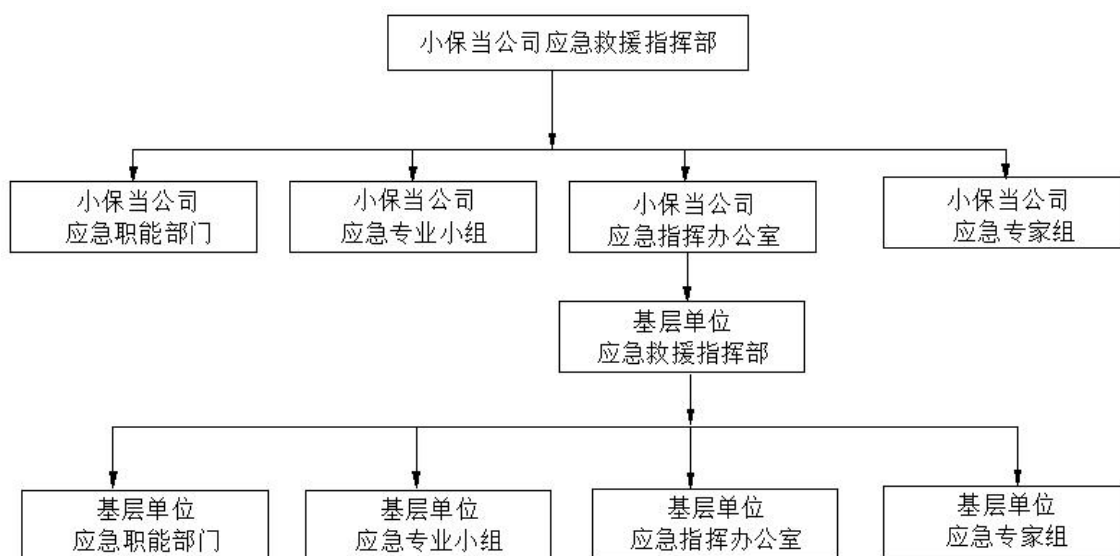 小保当公司应急救援指挥部
小保当公司
应急职能部门
小保当公司
应急专业小组
小保当公司
应急指挥办公室
小保当公司
应急专家组
基层单位
应急救援指挥部
基层单位
应急职能部门
基层单位
应急专业小组
基层单位
应急指挥办公室
基层单位
应急专家组